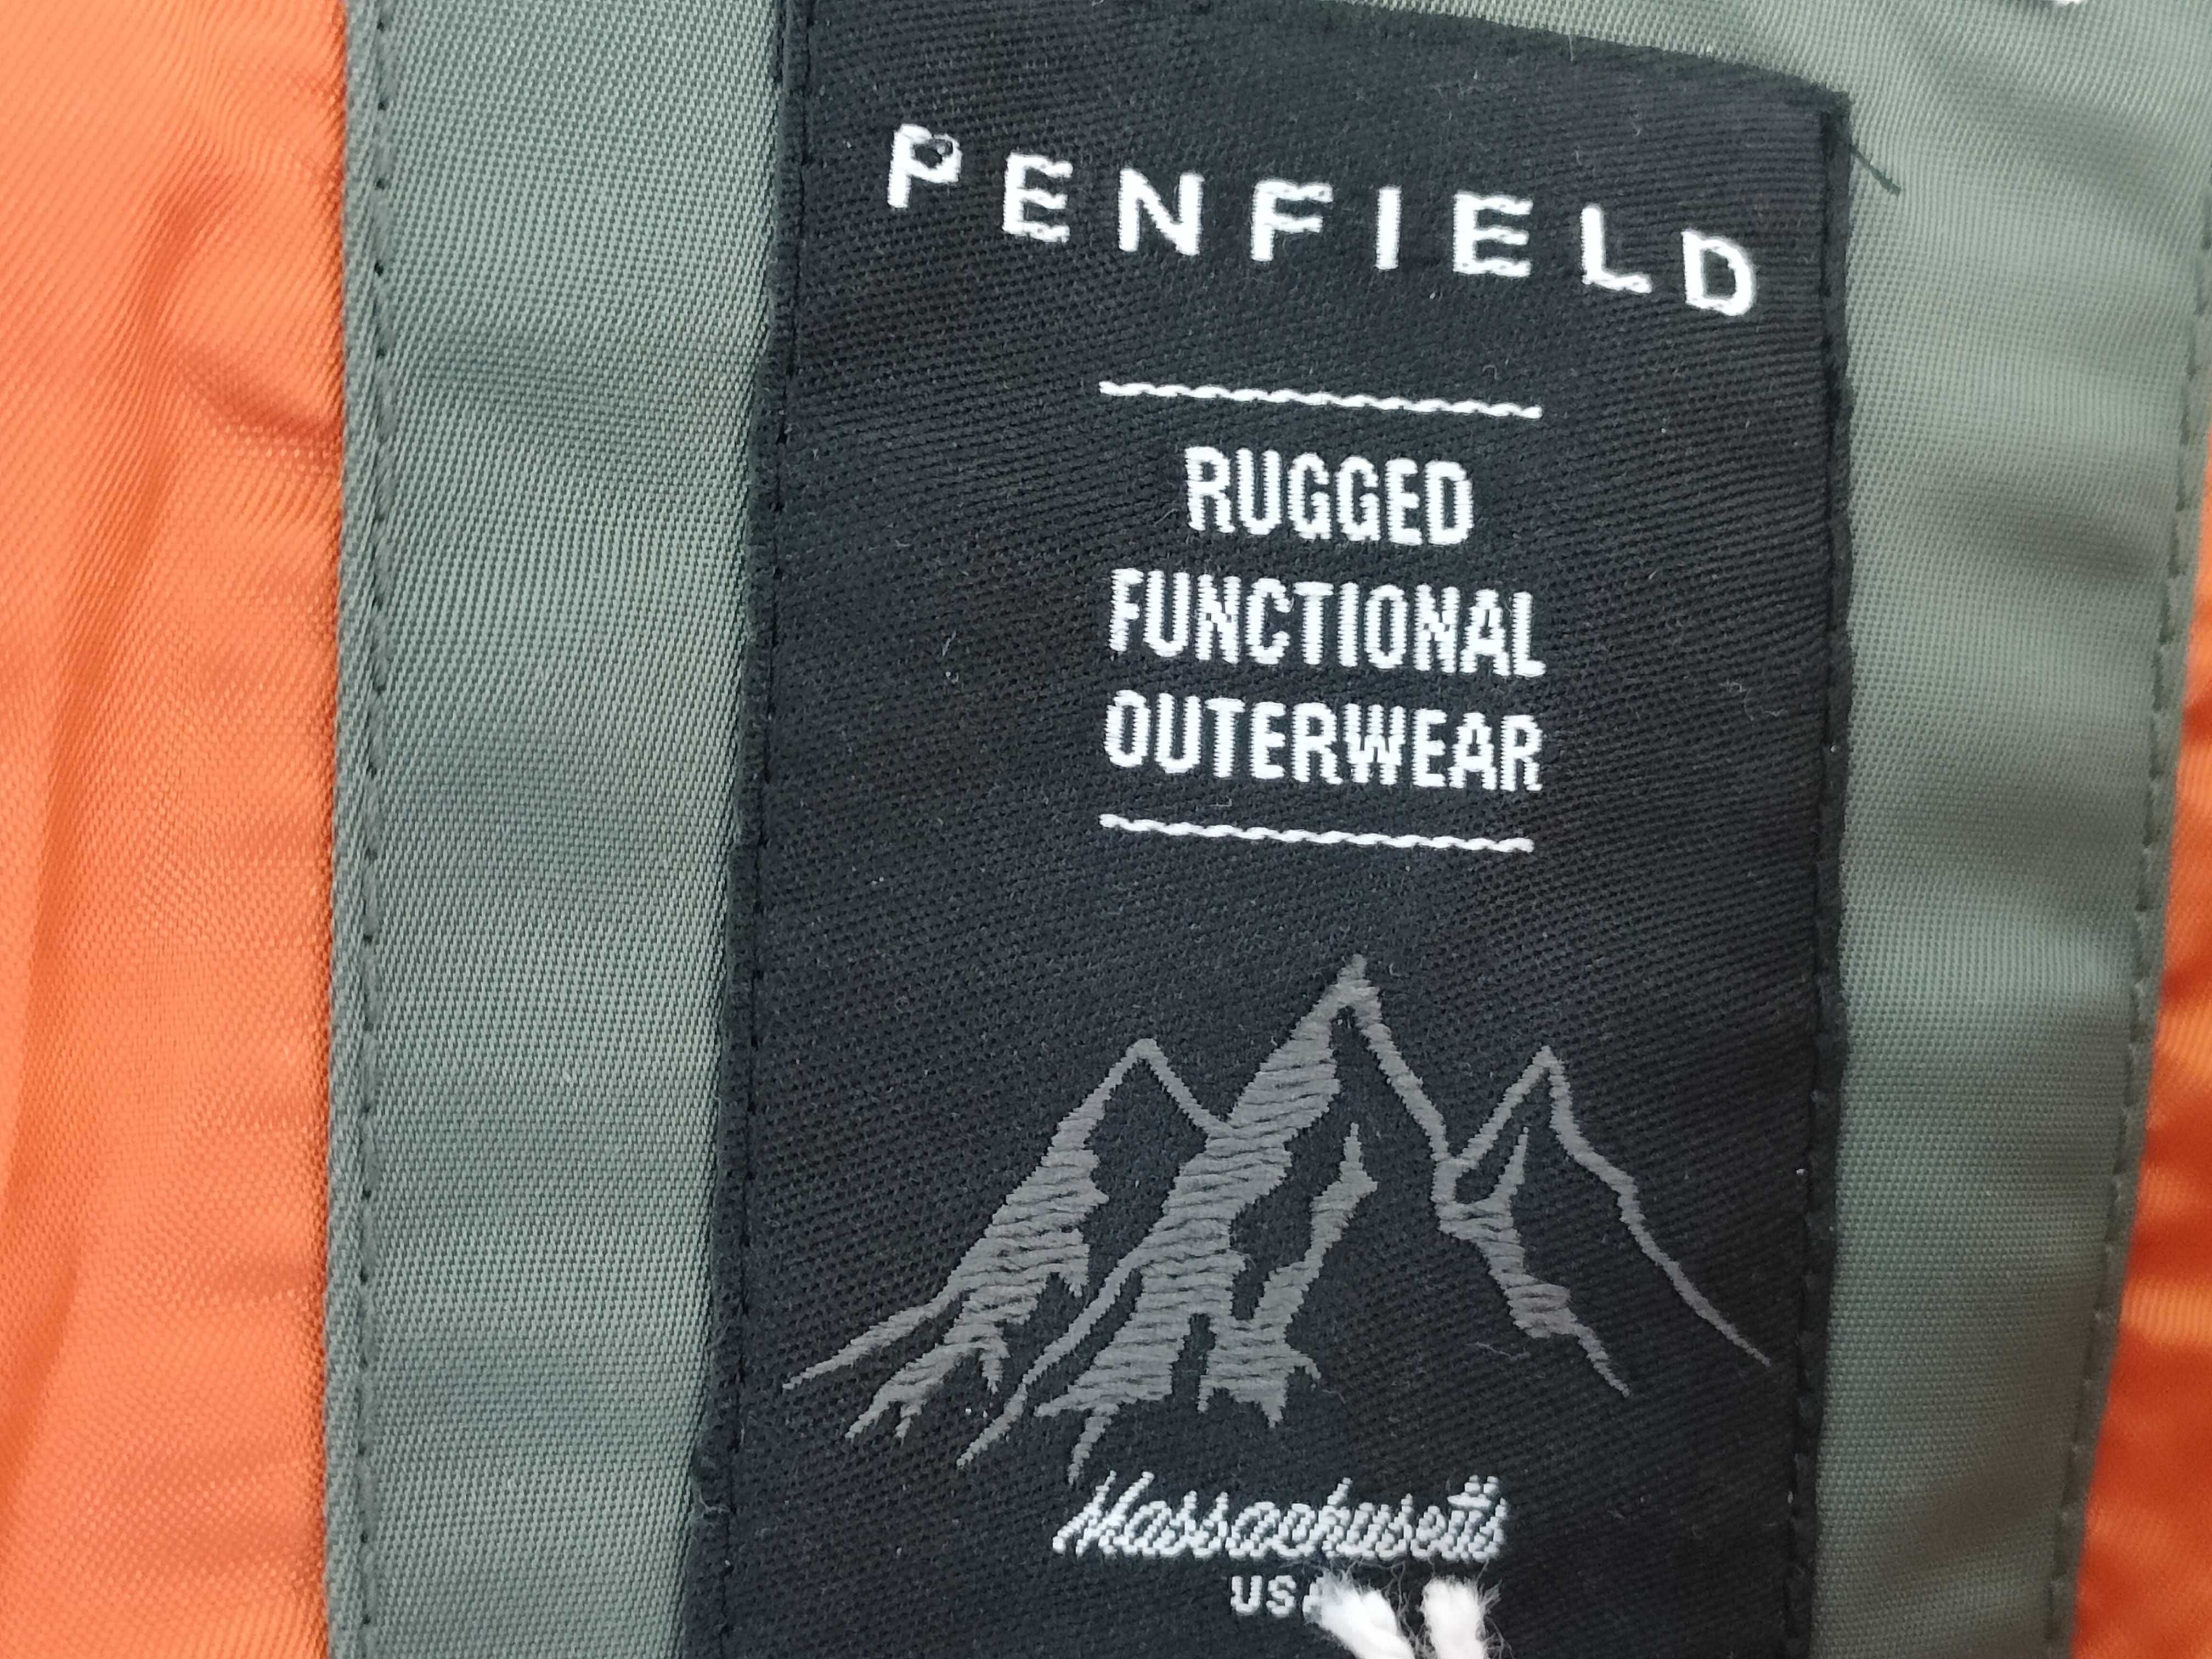 PENFIELD
RUGGED
FUNCTIONAL
OUTERWEAR
Massachusetts
USA